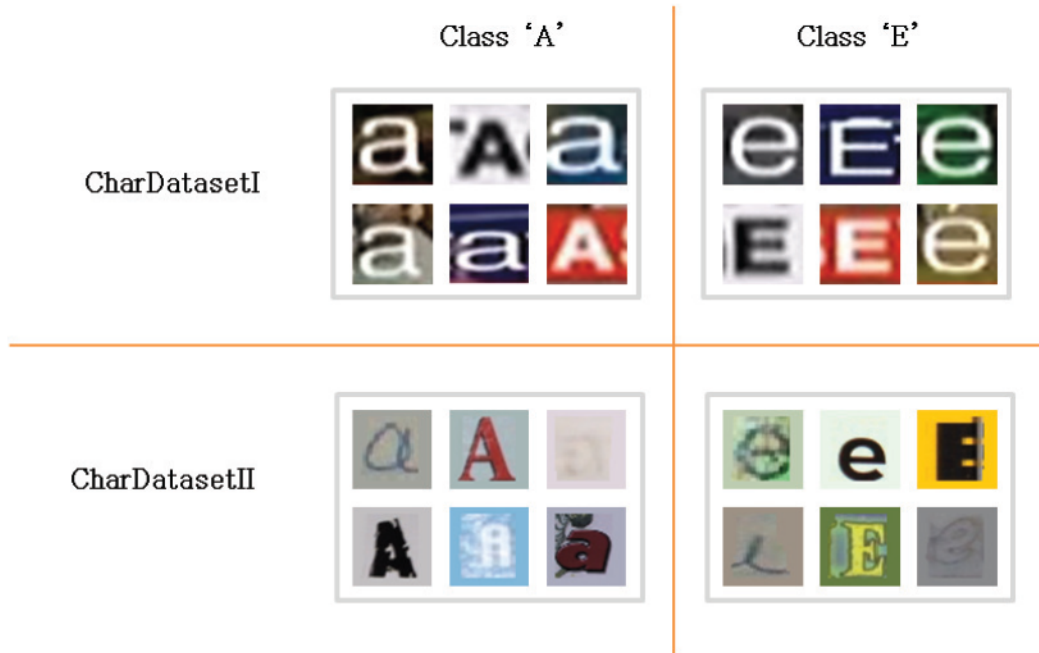 Class ‘A’ Class ‘E’
CharDatasetI
a A a e E e
a a A E E é
CharDatasetII
a A e e E
A A a E e